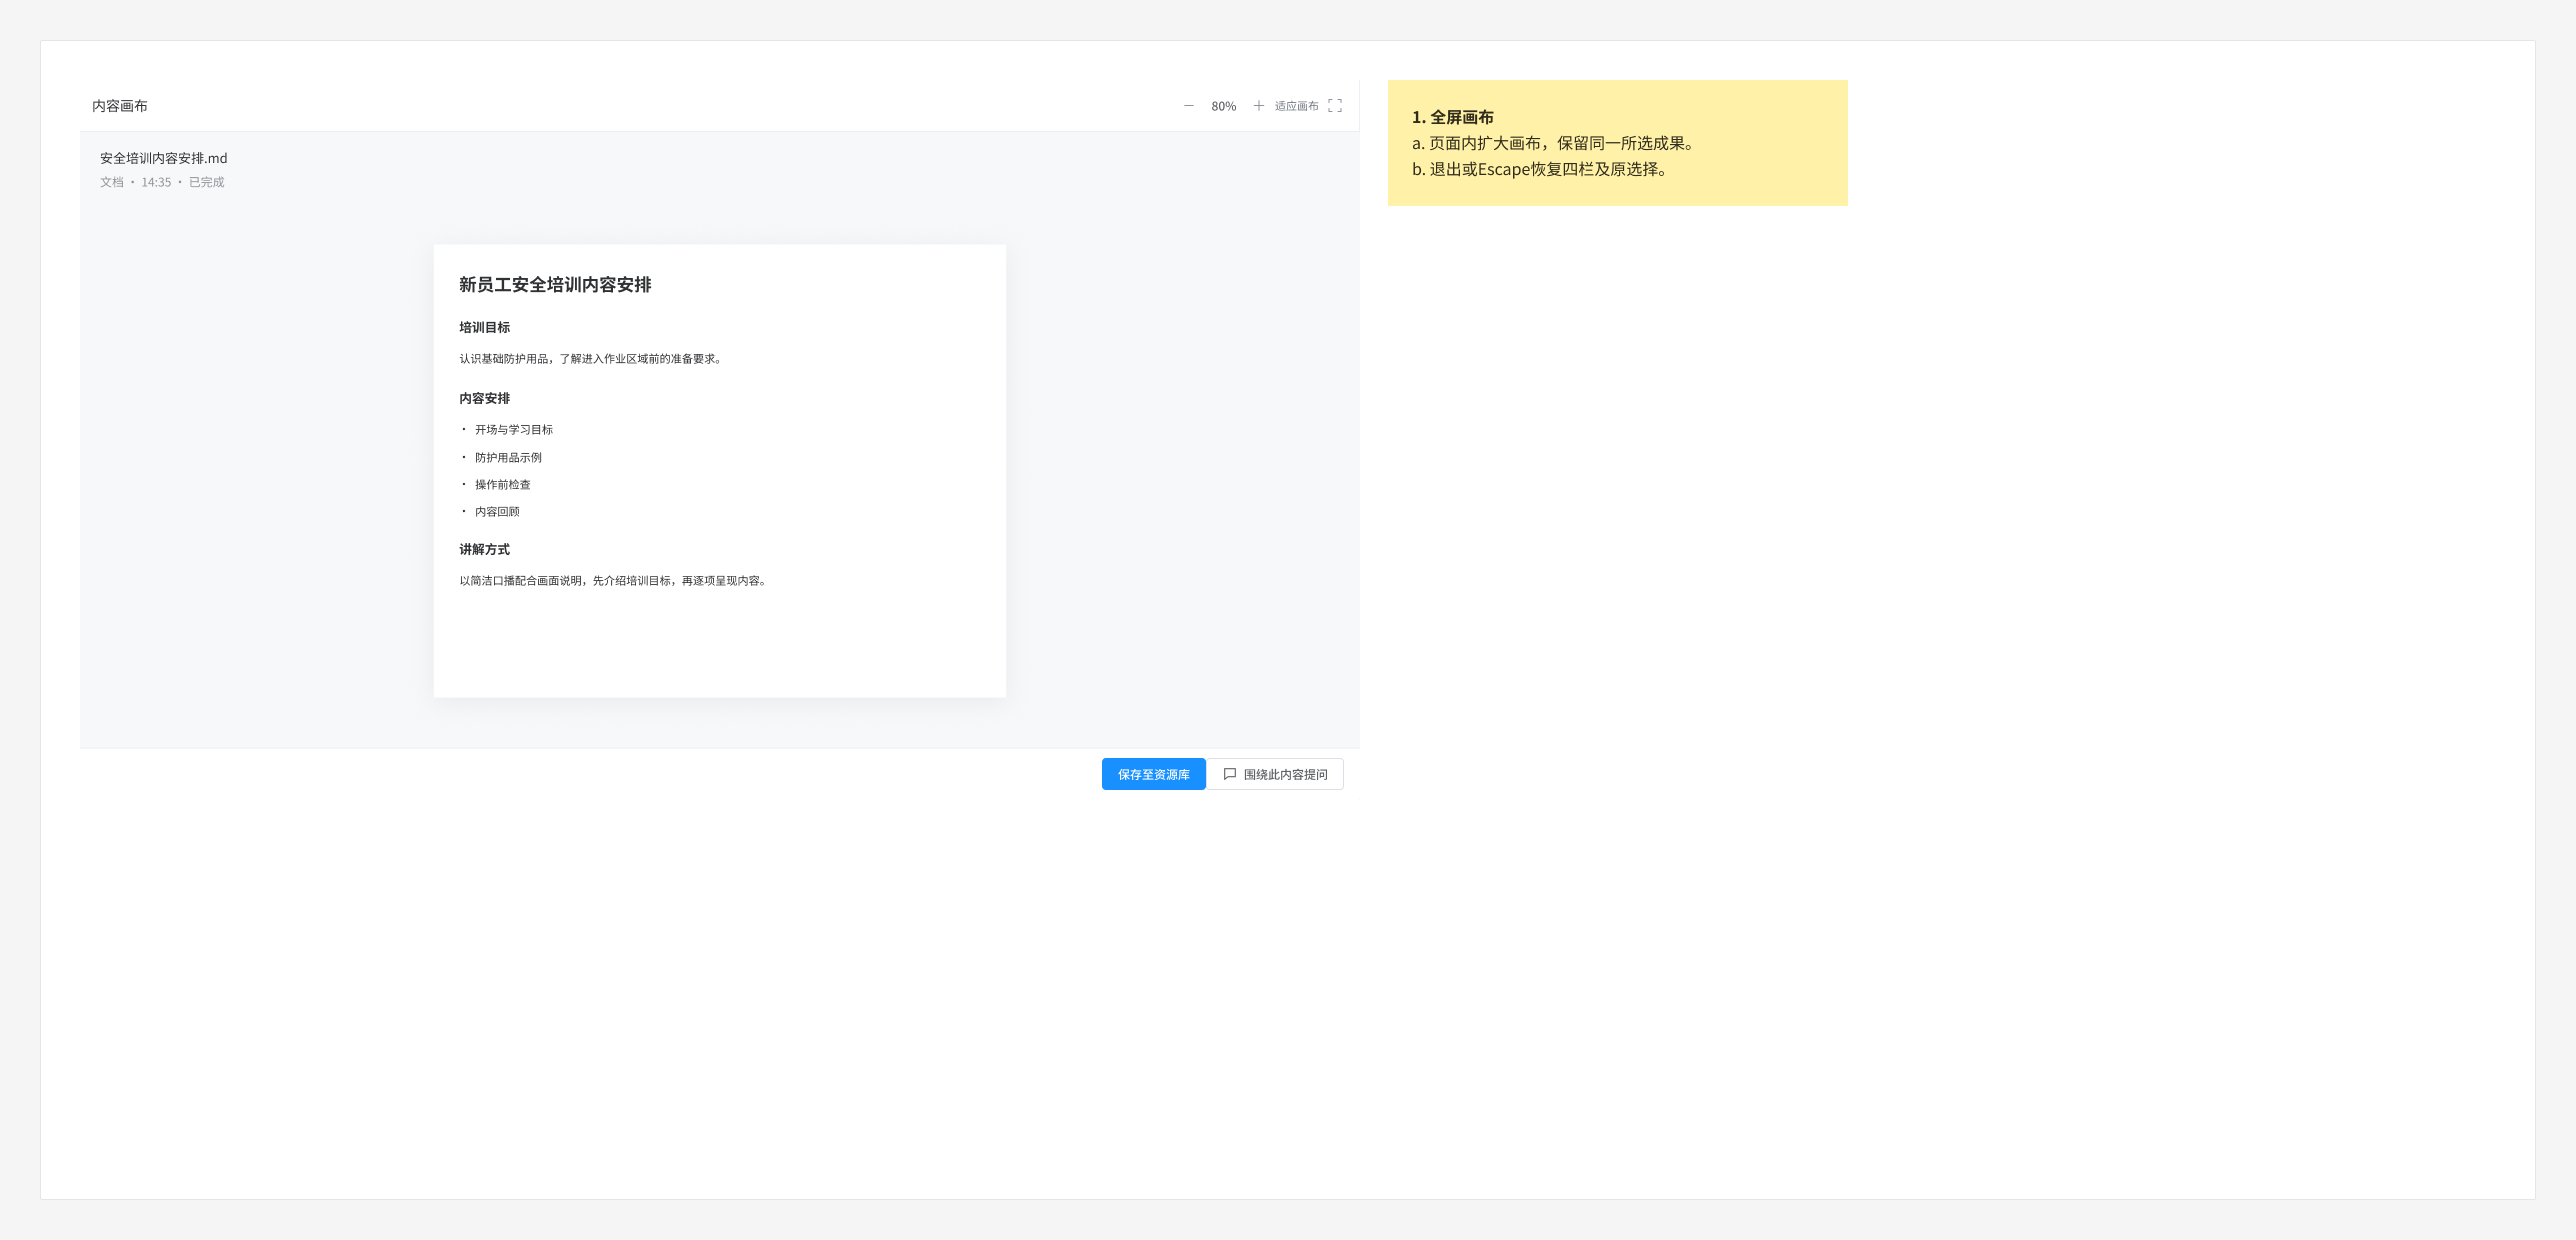 内容画布
80%
适应画布
安全培训内容安排.md
文档 · 14:35 · 已完成
新员工安全培训内容安排
培训目标
认识基础防护用品，了解进入作业区域前的准备要求。
内容安排
· 开场与学习目标
· 防护用品示例
· 操作前检查
· 内容回顾
讲解方式
以简洁口播配合画面说明，先介绍培训目标，再逐项呈现内容。
保存至资源库
围绕此内容提问
1. 全屏画布
a. 页面内扩大画布，保留同一所选成果。
b. 退出或Escape恢复四栏及原选择。